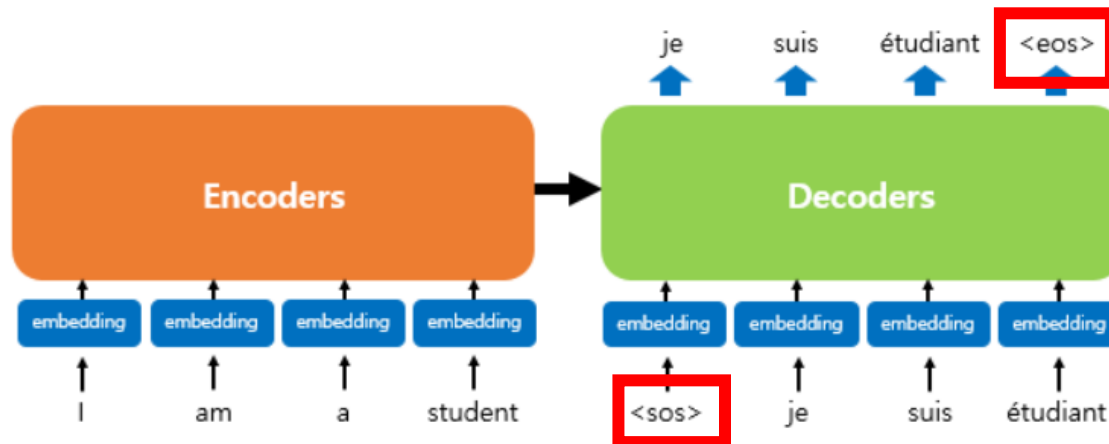 je suis étudiant <eos>
Encoders
Decoders
embedding embedding embedding embedding
embedding embedding embedding embedding
I am a student
<sos> je suis étudiant